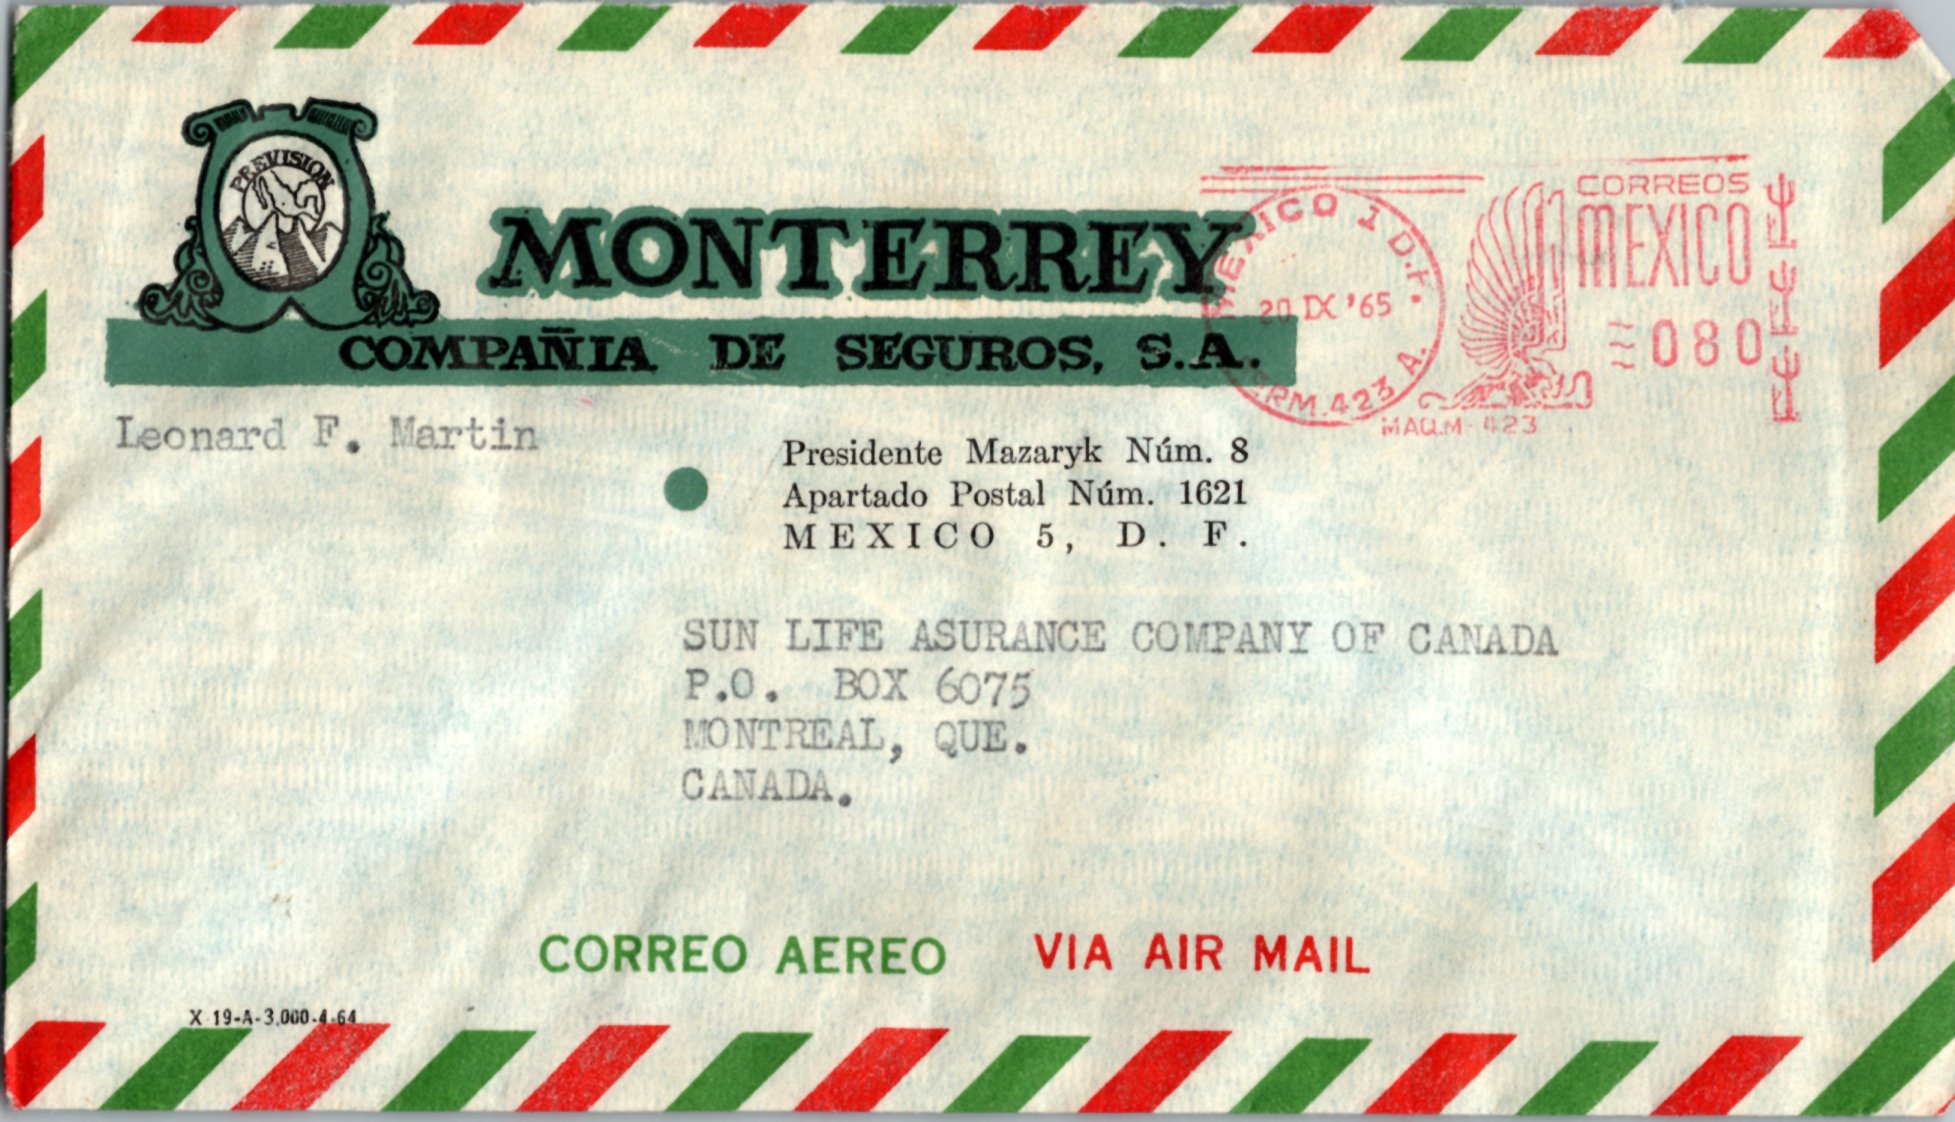 PREVISION
MONTERREY
COMPAÑIA DE SEGUROS, S.A.
MEXICO 1 D.F.
20 IX '65
PERM. 423 A.
MAQ.M 423
CORREOS
MEXICO
080
Leonard F. Martin
Presidente Mazaryk Núm. 8
Apartado Postal Núm. 1621
MEXICO 5, D. F.
SUN LIFE ASURANCE COMPANY OF CANADA
P.O. BOX 6075
MONTREAL, QUE.
CANADA.
CORREO AEREO VIA AIR MAIL
X-19-A-3,000-4-64